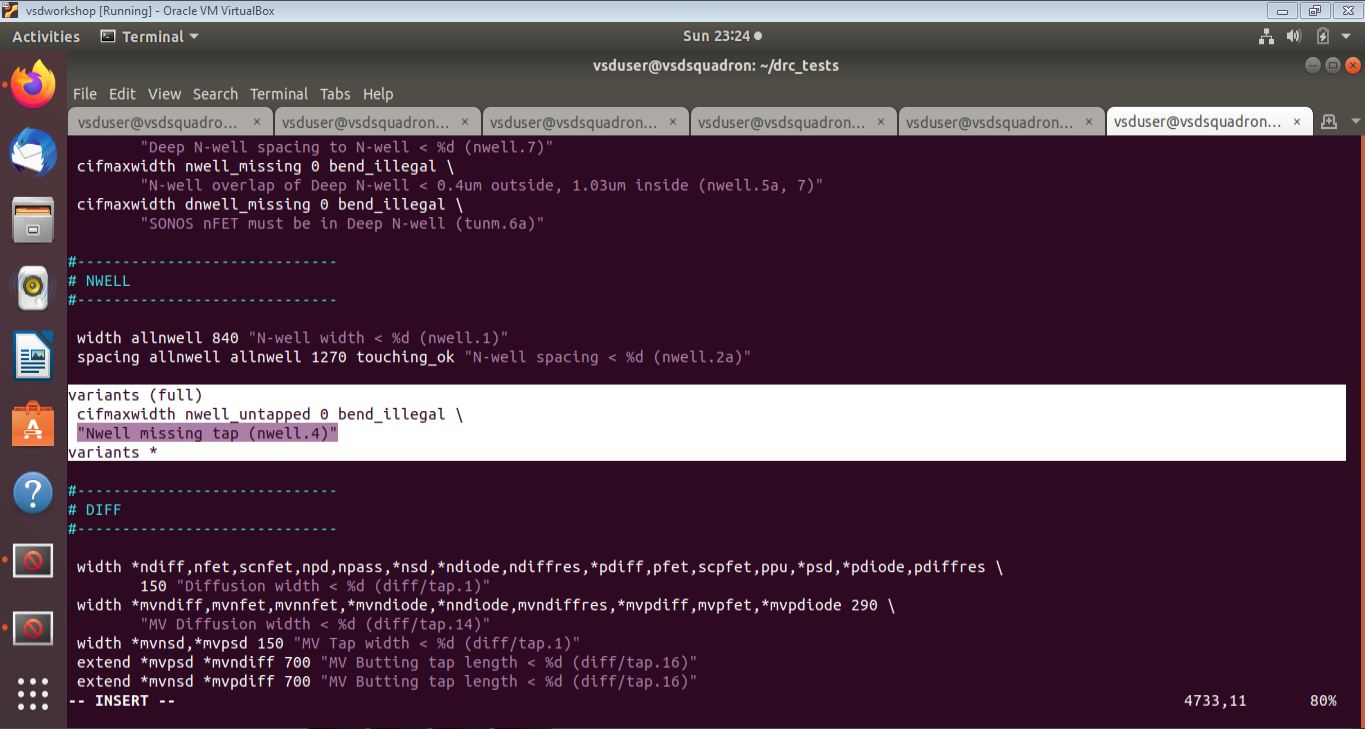 vsdworkshop [Running] - Oracle VM VirtualBox
Activities Terminal Sun 23:24
vsduser@vsdsquadron: ~/drc_tests
File Edit View Search Terminal Tabs Help
vsduser@vsdsquadro... × vsduser@vsdsquadron... × vsduser@vsdsquadron... × vsduser@vsdsquadron... × vsduser@vsdsquadron... × vsduser@vsdsquadron... ×
"Deep N-well spacing to N-well < %d (nwell.7)"
cifmaxwidth nwell_missing 0 bend_illegal \
"N-well overlap of Deep N-well < 0.4um outside, 1.03um inside (nwell.5a, 7)"
cifmaxwidth dnwell_missing 0 bend_illegal \
"SONOS nFET must be in Deep N-well (tunm.6a)"
#-----------------------------
# NWELL
#-----------------------------
width allnwell 840 "N-well width < %d (nwell.1)"
spacing allnwell allnwell 1270 touching_ok "N-well spacing < %d (nwell.2a)"
variants (full)
cifmaxwidth nwell_untapped 0 bend_illegal \
"Nwell missing tap (nwell.4)"
variants *
#-----------------------------
# DIFF
#-----------------------------
width *ndiff,nfet,scnfet,npd,npass,*nsd,*ndiode,ndiffres,*pdiff,pfet,scpfet,ppu,*psd,*pdiode,pdiffres \
150 "Diffusion width < %d (diff/tap.1)"
width *mvndiff,mvnfet,mvnnfet,*mvndiode,*nndiode,mvndiffres,*mvpdiff,mvpfet,*mvpdiode 290 \
"MV Diffusion width < %d (diff/tap.14)"
width *mvnsd,*mvpsd 150 "MV Tap width < %d (diff/tap.1)"
extend *mvpsd *mvndiff 700 "MV Butting tap length < %d (diff/tap.16)"
extend *mvnsd *mvpdiff 700 "MV Butting tap length < %d (diff/tap.16)"
-- INSERT -- 4733,11 80%